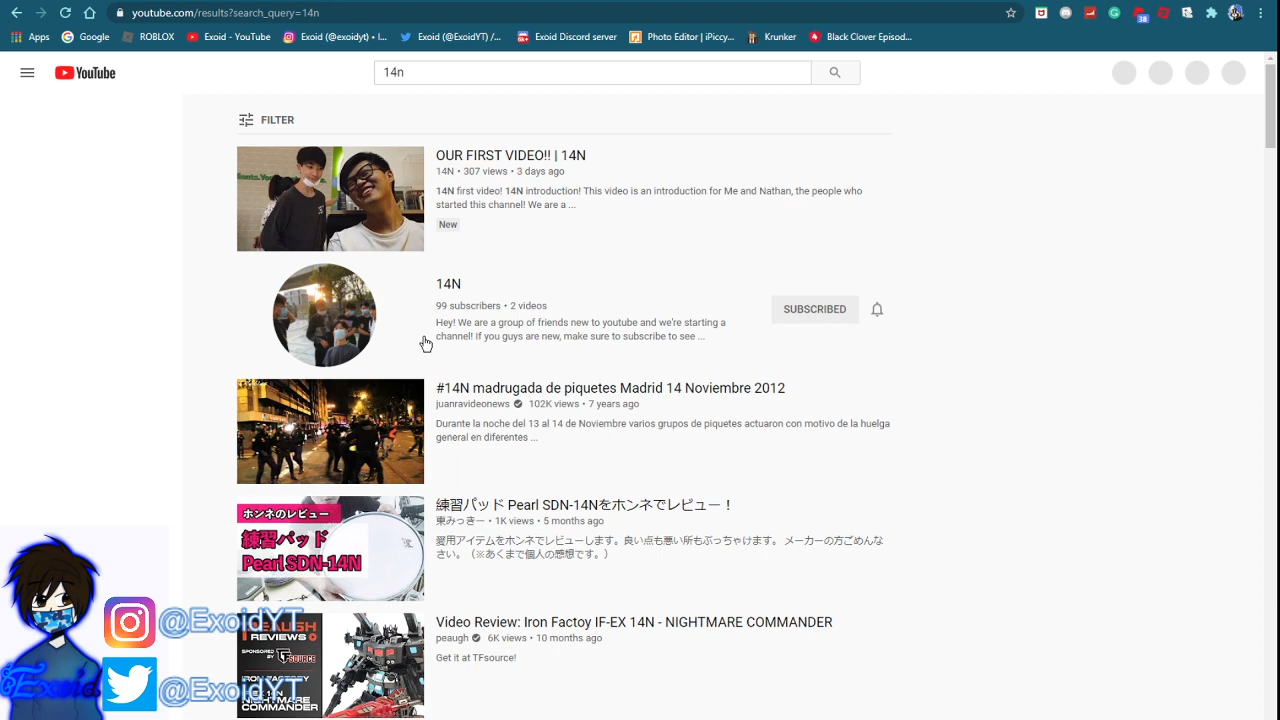 youtube.com/results?search_query=14n
38
Apps
Google
ROBLOX
Exoid - YouTube
Exoid (@exoidyt) • I...
Exoid (@ExoidYT) /...
Exoid Discord server
Photo Editor | iPiccy...
Krunker
Black Clover Episod...
YouTube
14n
FILTER
OUR FIRST VIDEO!! | 14N
14N • 307 views • 3 days ago
14N first video! 14N introduction! This video is an introduction for Me and Nathan, the people who
started this channel! We are a ...
New
14N
99 subscribers • 2 videos
Hey! We are a group of friends new to youtube and we're starting a
channel! If you guys are new, make sure to subscribe to see ...
SUBSCRIBED
#14N madrugada de piquetes Madrid 14 Noviembre 2012
juanravideonews 102K views • 7 years ago
Durante la noche del 13 al 14 de Noviembre varios grupos de piquetes actuaron con motivo de la huelga
general en diferentes ...
ホンネのレビュー
練習パッド
Pearl SDN-14N
練習パッド Pearl SDN-14Nをホンネでレビュー！
東みっきー • 1K views • 5 months ago
愛用アイテムをホンネでレビューします。良い点も悪い所もぶっちゃけます。 メーカーの方ごめんな
さい。（※あくまで個人の感想です。）
REVIEWS
SPONSORED BY TFSOURCE
IRON FACTORY
14N
NIGHTMARE
COMMANDER
Video Review: Iron Factoy IF-EX 14N - NIGHTMARE COMMANDER
peaugh 6K views • 10 months ago
Get it at TFsource!
Exoid
@ExoidYT
@ExoidYT